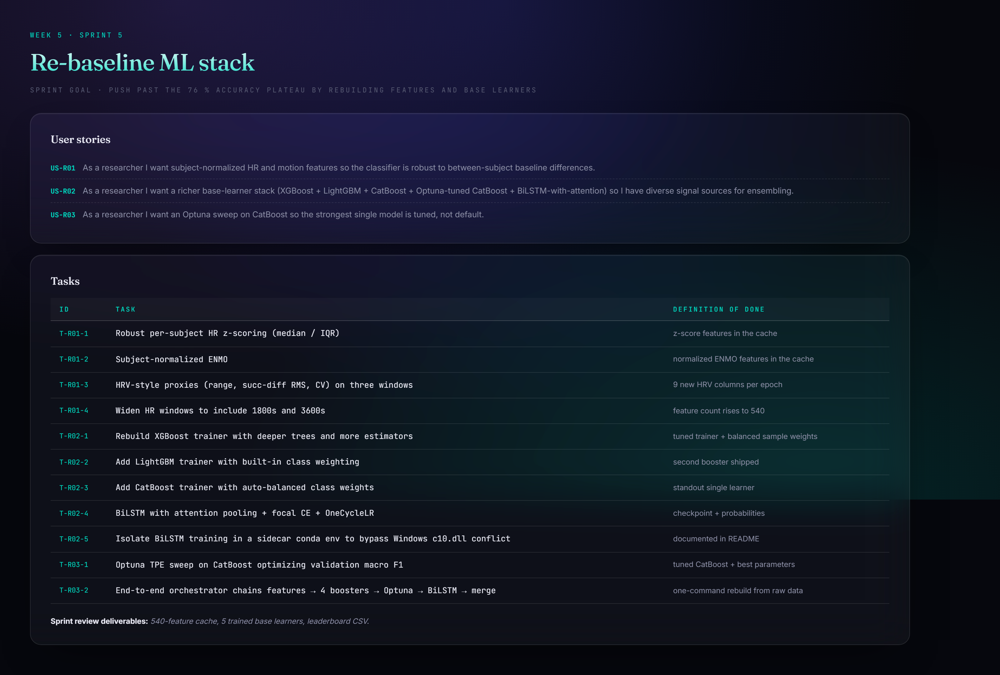 WEEK 5 · SPRINT 5
Re-baseline ML stack
SPRINT GOAL · PUSH PAST THE 76 % ACCURACY PLATEAU BY REBUILDING FEATURES AND BASE LEARNERS
User stories
US-R01 As a researcher I want subject-normalized HR and motion features so the classifier is robust to between-subject baseline differences.
US-R02 As a researcher I want a richer base-learner stack (XGBoost + LightGBM + CatBoost + Optuna-tuned CatBoost + BiLSTM-with-attention) so I have diverse signal sources for ensembling.
US-R03 As a researcher I want an Optuna sweep on CatBoost so the strongest single model is tuned, not default.
Tasks
ID TASK DEFINITION OF DONE
T-R01-1 Robust per-subject HR z-scoring (median / IQR) z-score features in the cache
T-R01-2 Subject-normalized ENMO normalized ENMO features in the cache
T-R01-3 HRV-style proxies (range, succ-diff RMS, CV) on three windows 9 new HRV columns per epoch
T-R01-4 Widen HR windows to include 1800s and 3600s feature count rises to 540
T-R02-1 Rebuild XGBoost trainer with deeper trees and more estimators tuned trainer + balanced sample weights
T-R02-2 Add LightGBM trainer with built-in class weighting second booster shipped
T-R02-3 Add CatBoost trainer with auto-balanced class weights standout single learner
T-R02-4 BiLSTM with attention pooling + focal CE + OneCycleLR checkpoint + probabilities
T-R02-5 Isolate BiLSTM training in a sidecar conda env to bypass Windows c10.dll conflict documented in README
T-R03-1 Optuna TPE sweep on CatBoost optimizing validation macro F1 tuned CatBoost + best parameters
T-R03-2 End-to-end orchestrator chains features → 4 boosters → Optuna → BiLSTM → merge one-command rebuild from raw data
Sprint review deliverables: 540-feature cache, 5 trained base learners, leaderboard CSV.